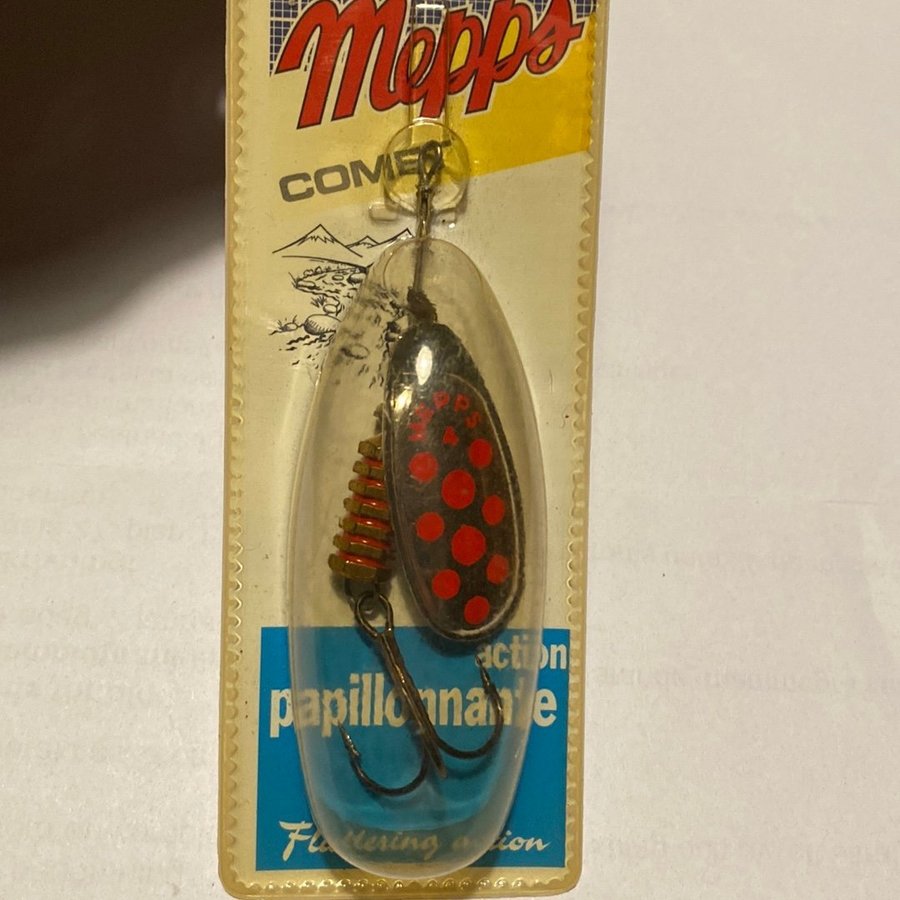 Mepps
COMET
Mepps
4
action
papillonnante
Fluttering action